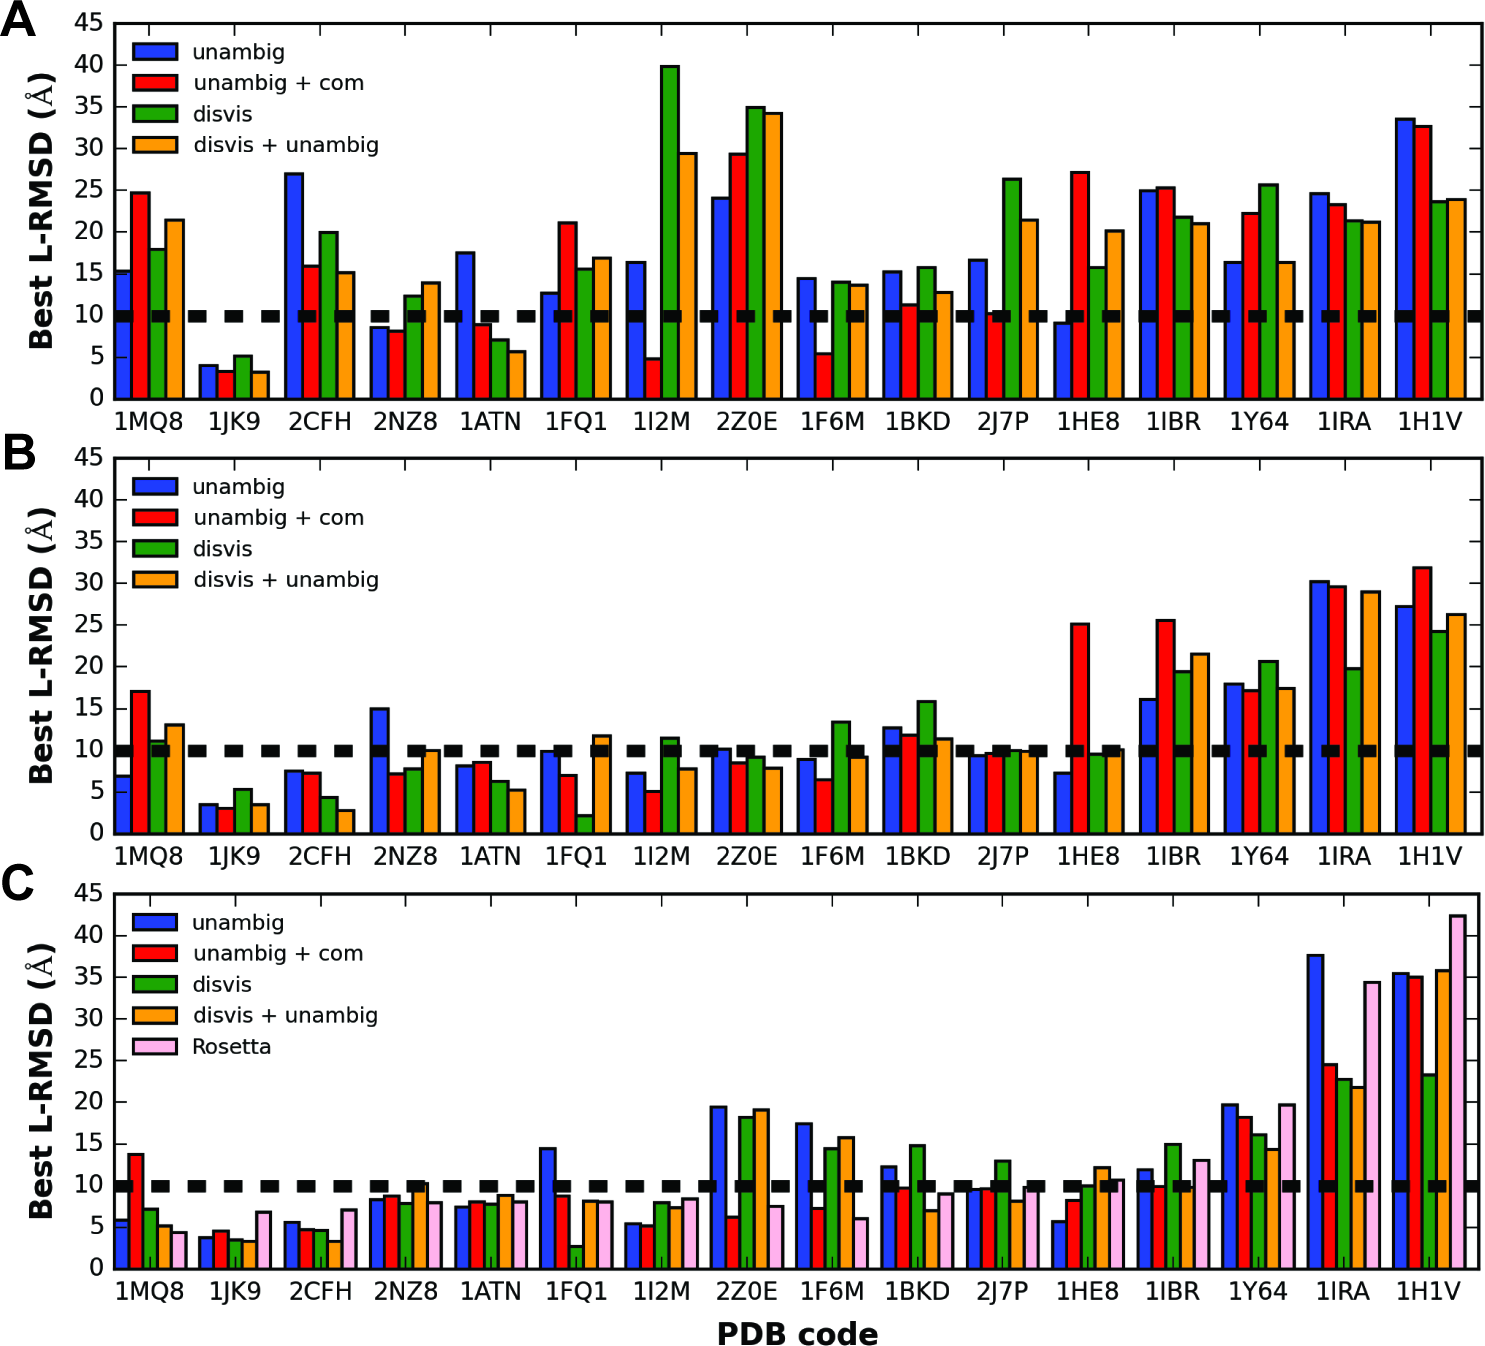 A
Best L-RMSD (Å)
45
40
35
30
25
20
15
10
5
0
unambig
unambig + com
disvis
disvis + unambig
1MQ8 1JK9 2CFH 2NZ8 1ATN 1FQ1 1I2M 2Z0E 1F6M 1BKD 2J7P 1HE8 1IBR 1Y64 1IRA 1H1V
B
Best L-RMSD (Å)
45
40
35
30
25
20
15
10
5
0
unambig
unambig + com
disvis
disvis + unambig
1MQ8 1JK9 2CFH 2NZ8 1ATN 1FQ1 1I2M 2Z0E 1F6M 1BKD 2J7P 1HE8 1IBR 1Y64 1IRA 1H1V
C
Best L-RMSD (Å)
45
40
35
30
25
20
15
10
5
0
unambig
unambig + com
disvis
disvis + unambig
Rosetta
1MQ8 1JK9 2CFH 2NZ8 1ATN 1FQ1 1I2M 2Z0E 1F6M 1BKD 2J7P 1HE8 1IBR 1Y64 1IRA 1H1V
PDB code